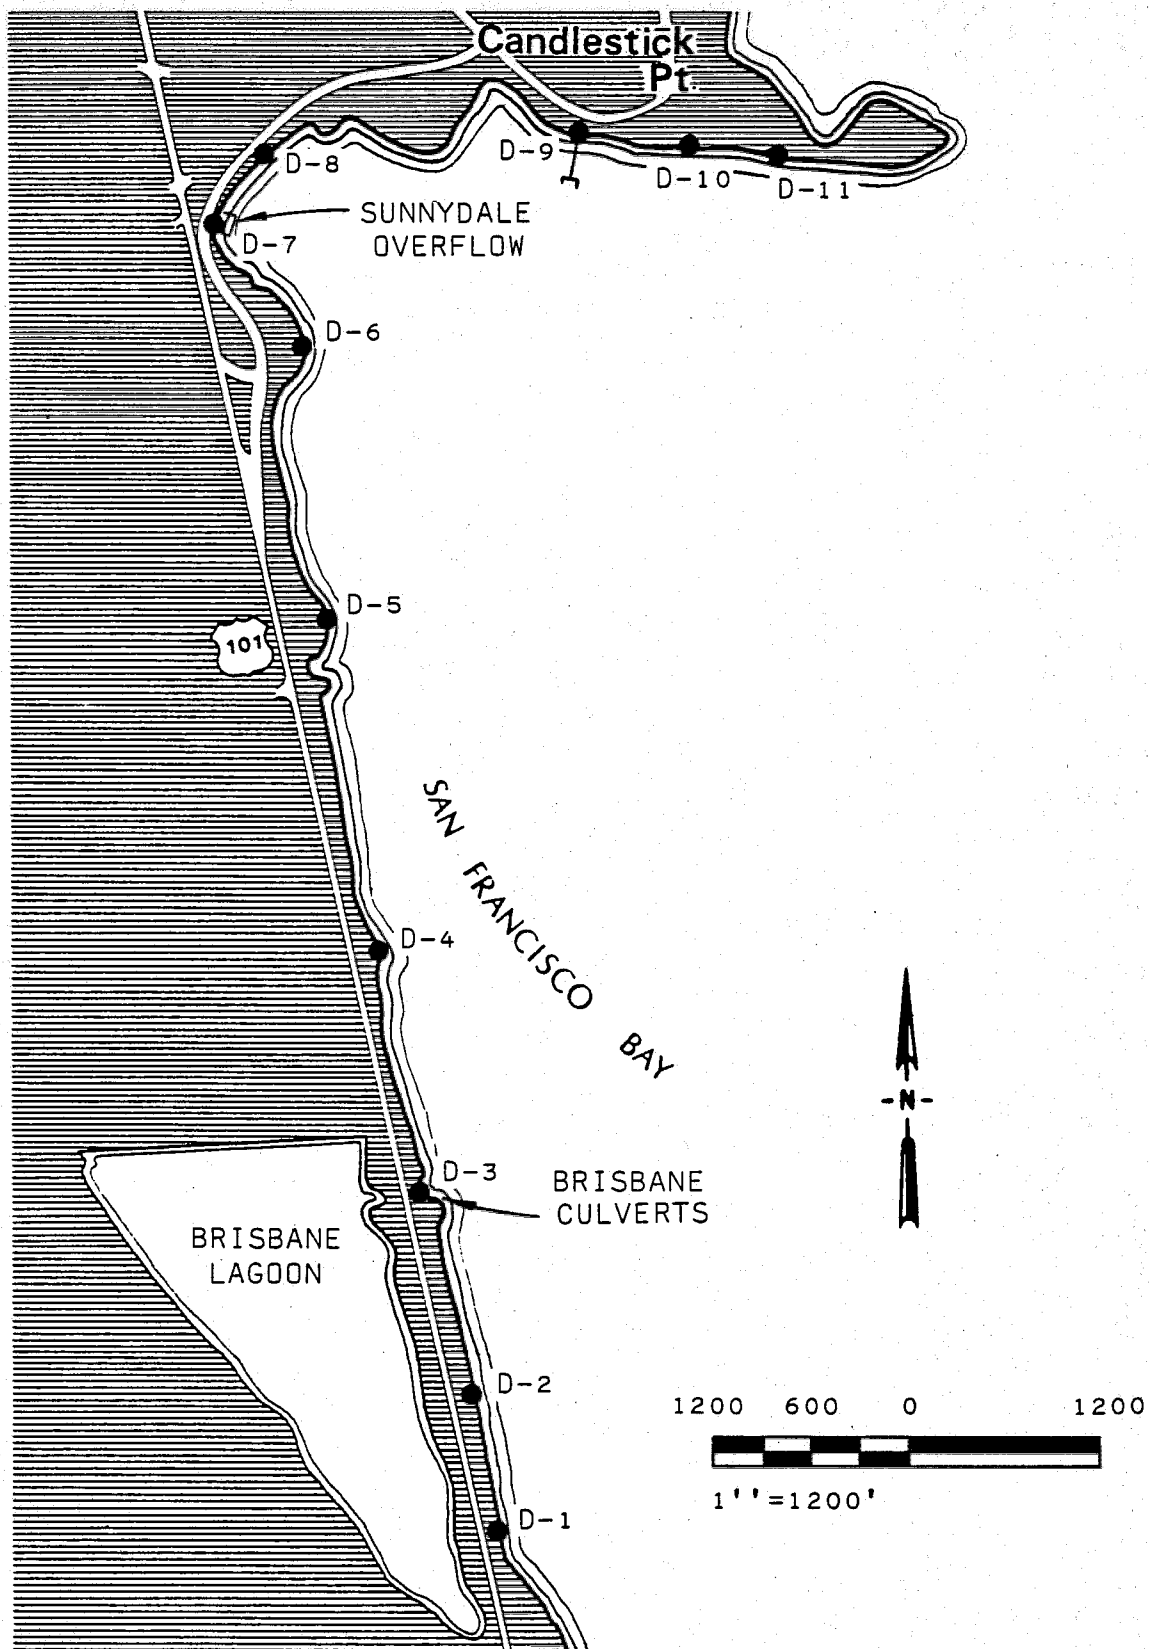 Candlestick
Pt.
D-8
D-9
D-10
D-11
SUNNYDALE
OVERFLOW
D-7
D-6
D-5
101
SAN FRANCISCO BAY
D-4
D-3
BRISBANE
CULVERTS
-N-
BRISBANE
LAGOON
D-2
1200 600 0 1200
1''=1200'
D-1